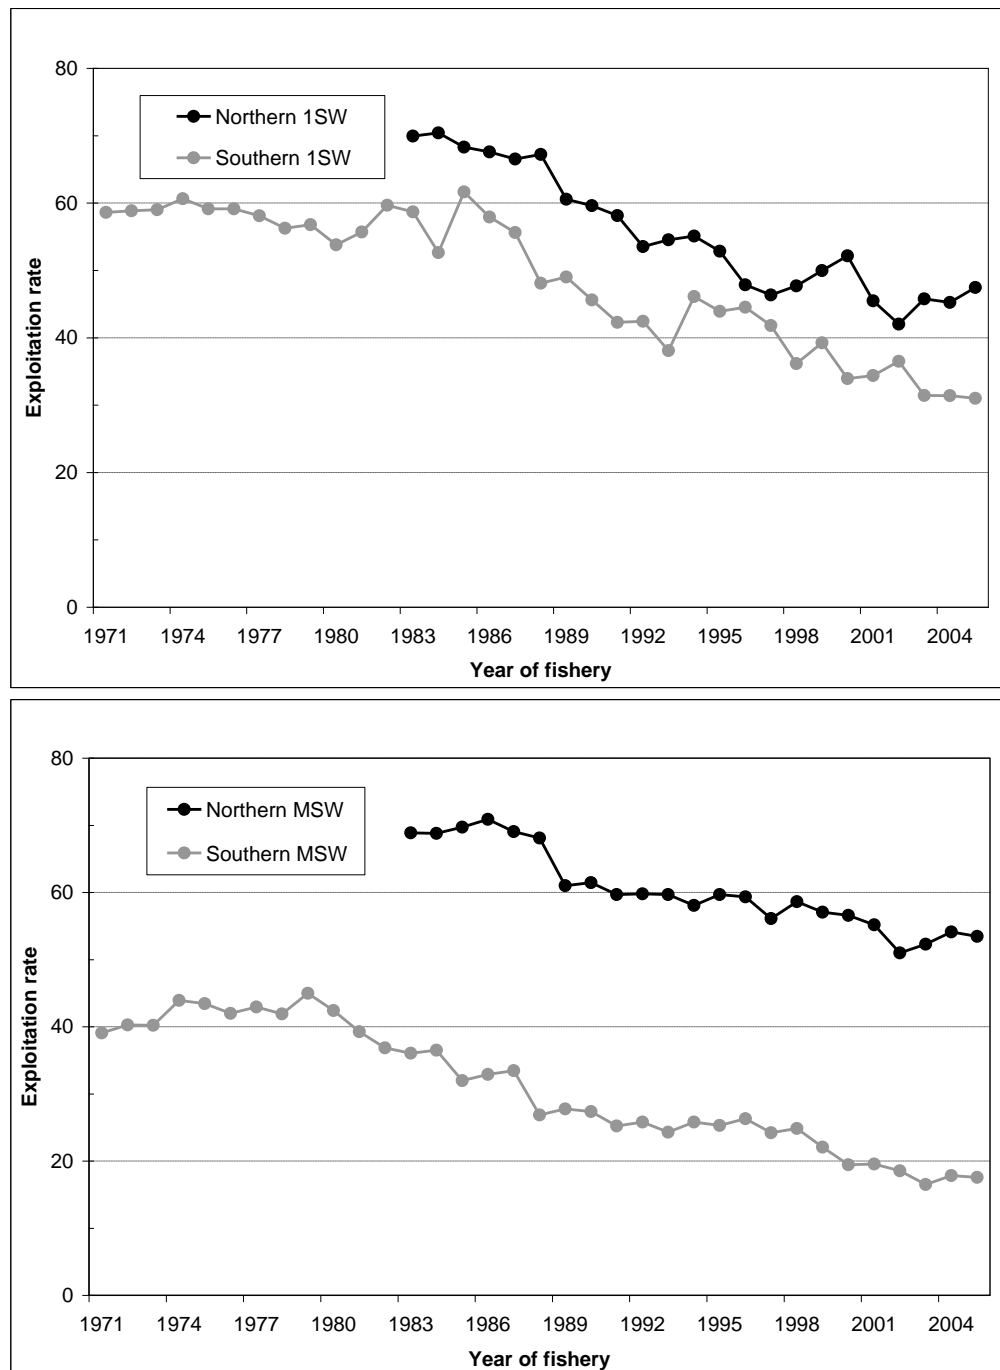 80
60
40
20
0
Exploitation rate
Northern 1SW
Southern 1SW
1971 1974 1977 1980 1983 1986 1989 1992 1995 1998 2001 2004
Year of fishery
80
60
40
20
0
Exploitation rate
Northern MSW
Southern MSW
1971 1974 1977 1980 1983 1986 1989 1992 1995 1998 2001 2004
Year of fishery